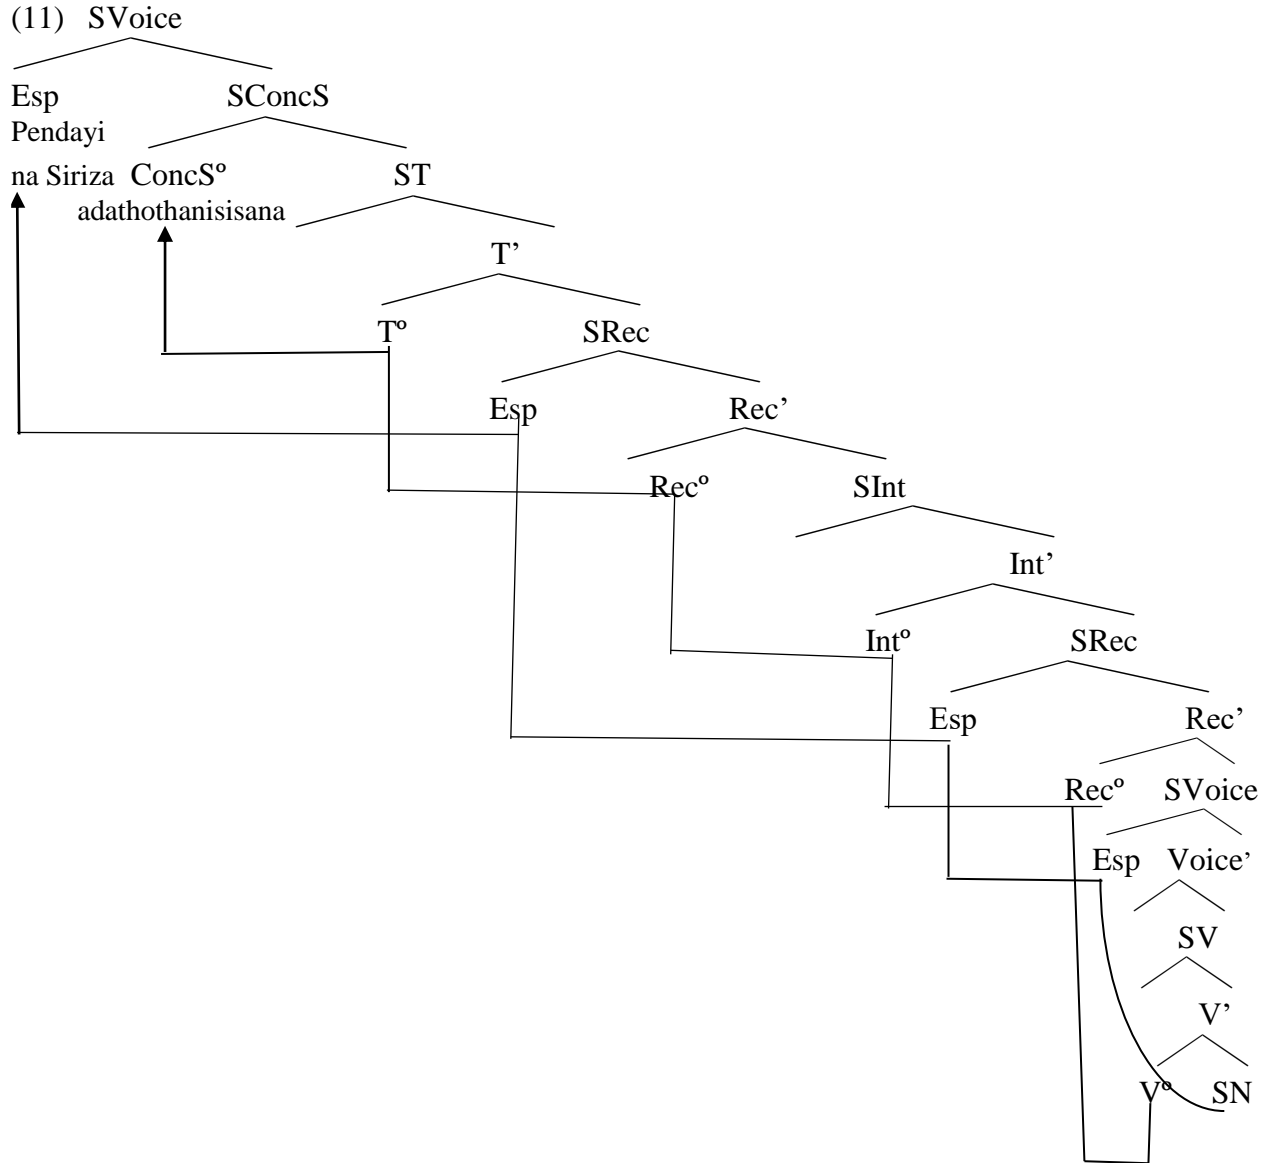 (11) SVoice
Esp SConcS
Pendayi
na Siriza ConcSº ST
adathothanisisana
T’
Tº SRec
Esp Rec’
Recº SInt
Int’
Intº SRec
Esp Rec’
Recº SVoice
Esp Voice’
SV
V’
Vº SN